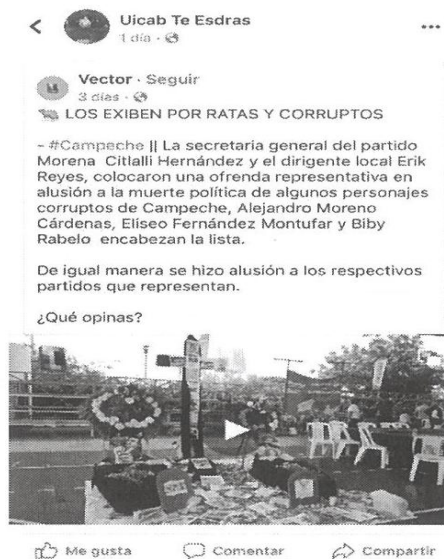 Uicab Te Esdras
1 día ·
Vector · Seguir
3 días ·
LOS EXIBEN POR RATAS Y CORRUPTOS
- #Campeche || La secretaria general del partido
Morena Citlalli Hernández y el dirigente local Erik
Reyes, colocaron una ofrenda representativa en
alusión a la muerte política de algunos personajes
corruptos de Campeche, Alejandro Moreno
Cárdenas, Eliseo Fernández Montufar y Biby
Rabelo encabezan la lista.
De igual manera se hizo alusión a los respectivos
partidos que representan.
¿Qué opinas?
Me gusta
Comentar
Compartir